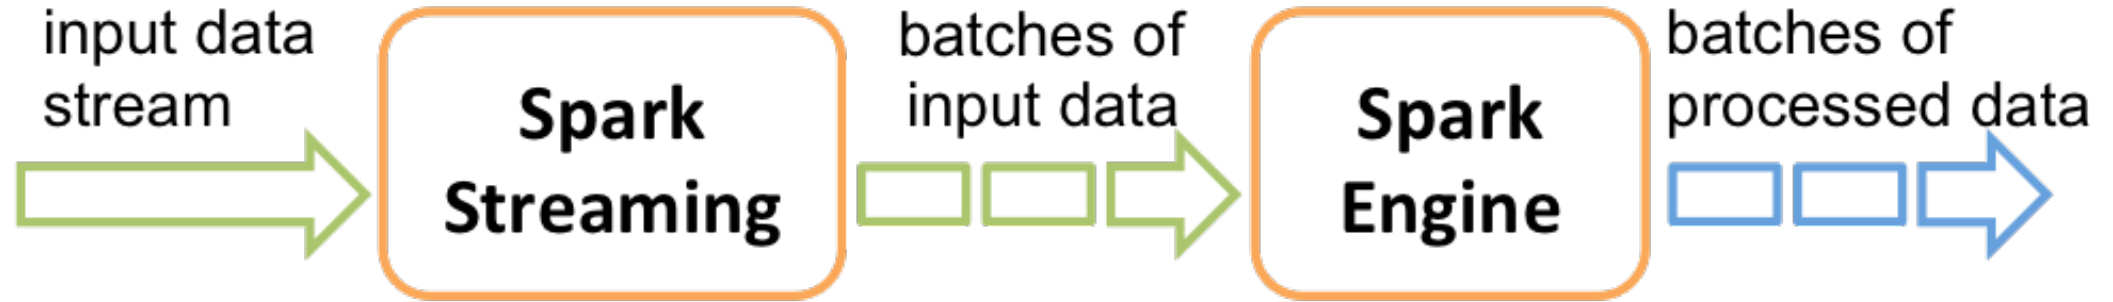 input data
stream
Spark
Streaming
batches of
input data
Spark
Engine
batches of
processed data